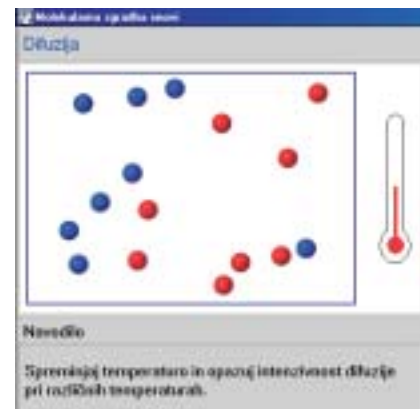 Molekularna zgradba snovi
Difuzija
Navodilo
Spreminjaj temperaturo in opazuj intenzivnost difuzije
pri različnih temperaturah.